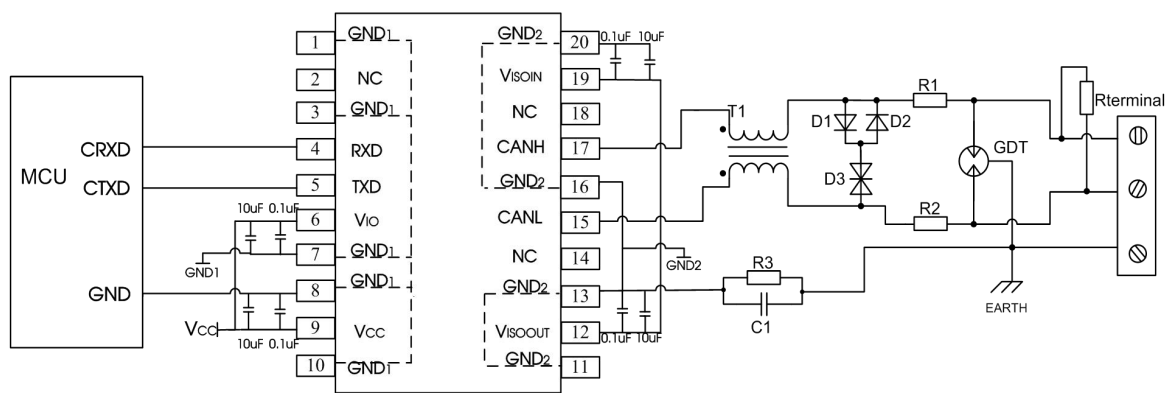 MCU
CRXD
CTXD
GND
10uF 0.1uF
GND1
VCC
10uF 0.1uF
1 GND1
2 NC
3 GND1
4 RXD
5 TXD
6 VIO
7 GND1
8 GND1
9 VCC
10 GND1
GND2 20
VISOIN 19
NC 18
CANH 17
GND2 16
CANL 15
NC 14
GND2 13
VISOOUT 12
GND2 11
0.1uF 10uF
GND2
0.1uF 10uF
T1
D1
D2
D3
R1
R2
GDT
Rterminal
R3
C1
EARTH